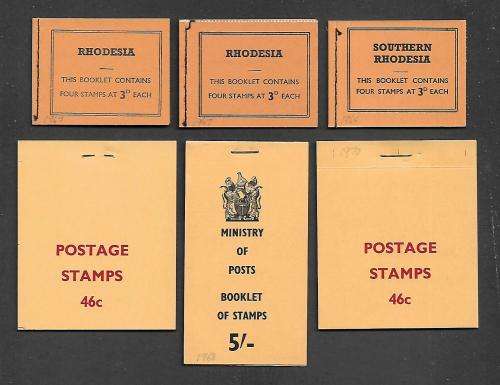 RHODESIA
THIS BOOKLET CONTAINS
FOUR STAMPS AT 3D EACH
RHODESIA
THIS BOOKLET CONTAINS
FOUR STAMPS AT 3D EACH
SOUTHERN
RHODESIA
THIS BOOKLET CONTAINS
FOUR STAMPS AT 3D EACH
POSTAGE
STAMPS
46c
MINISTRY
OF
POSTS
BOOKLET
OF STAMPS
5/-
POSTAGE
STAMPS
46c